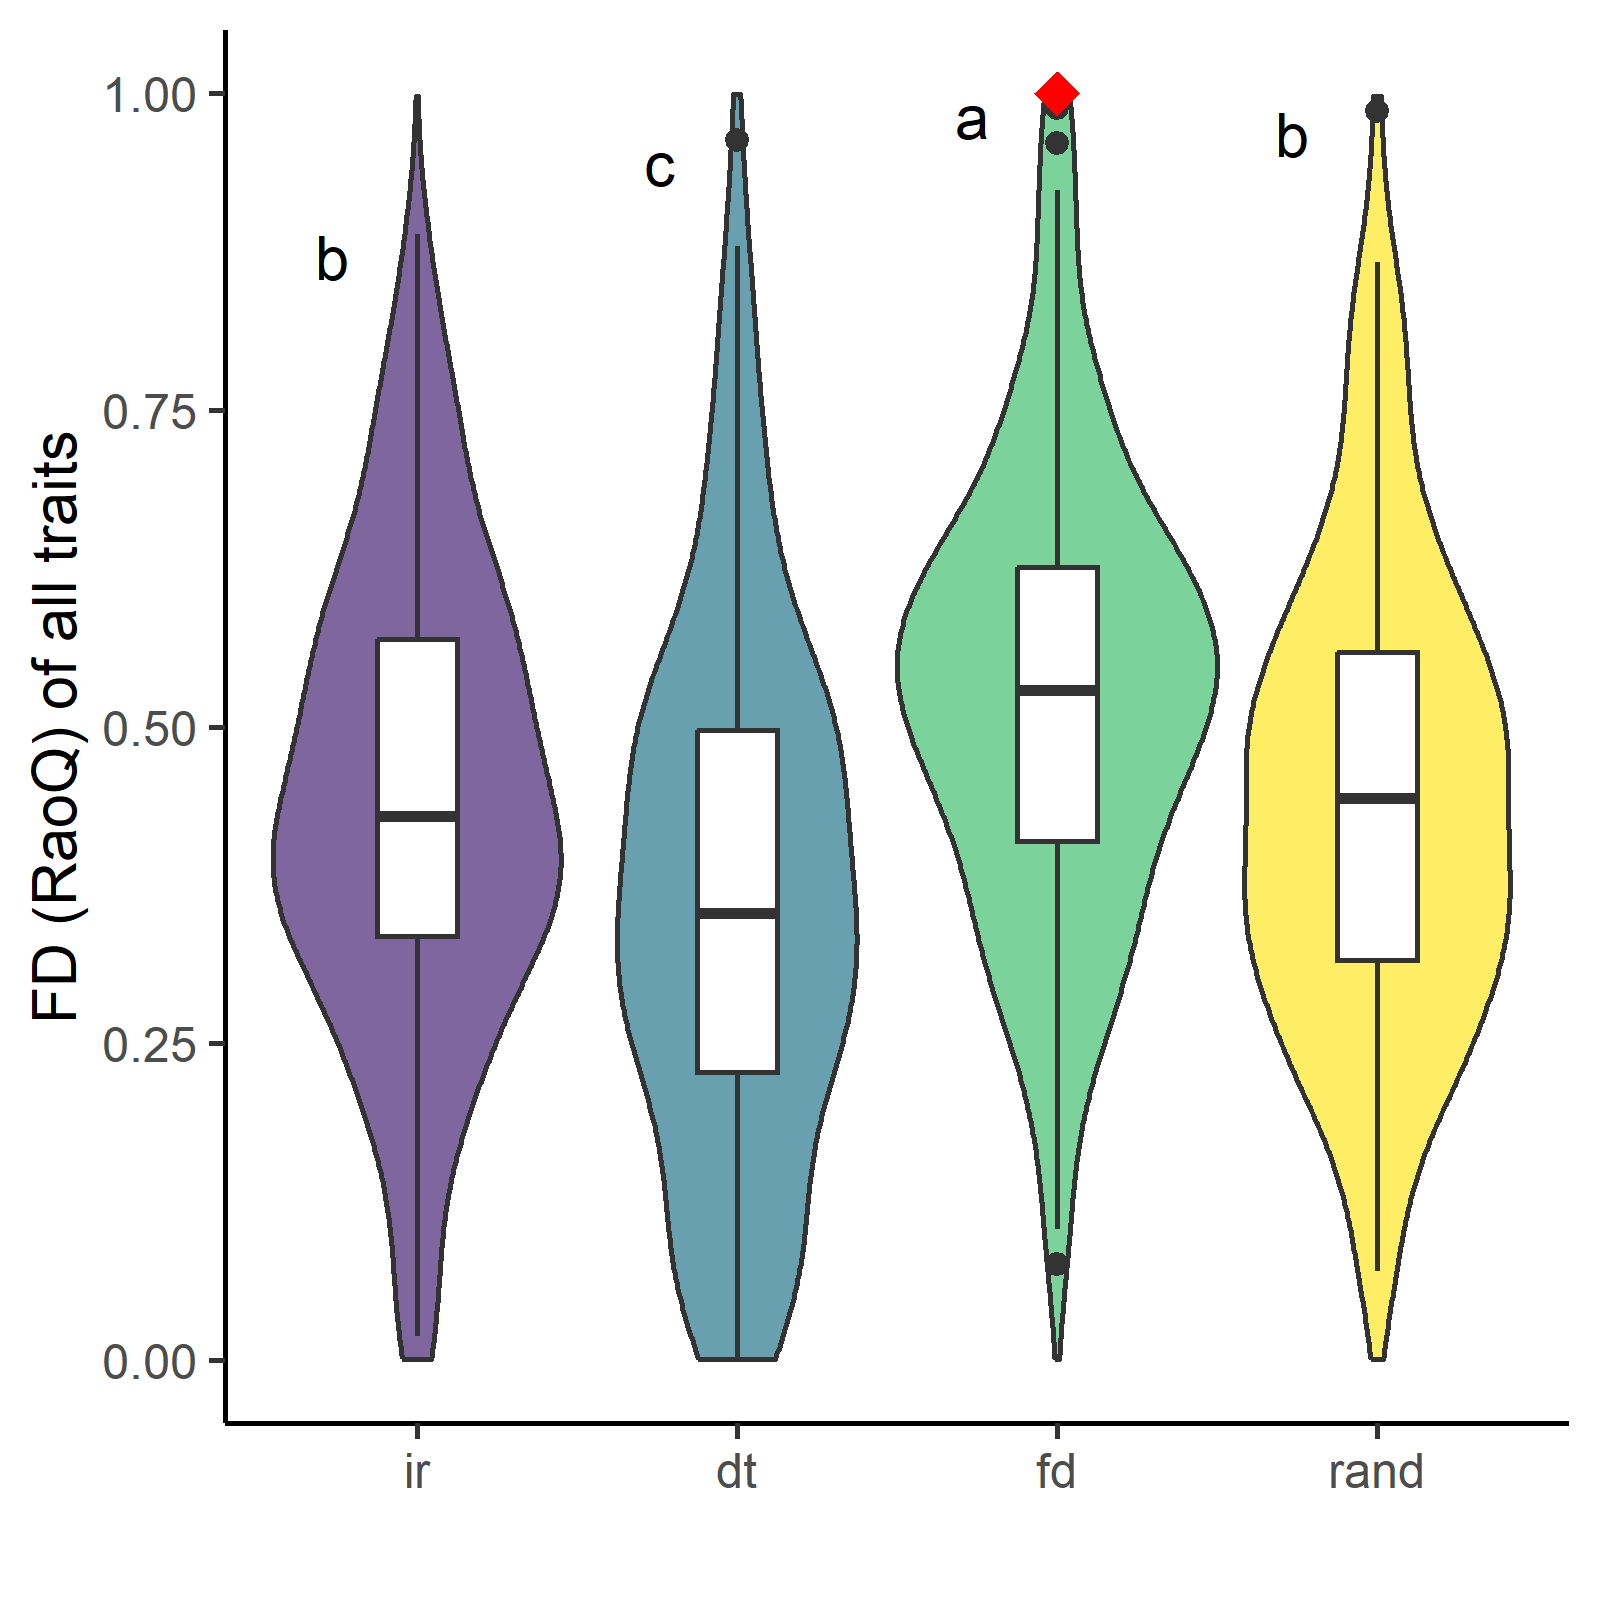 FD (RaoQ) of all traits
1.00
0.75
0.50
0.25
0.00
b
c
a
b
ir
dt
fd
rand